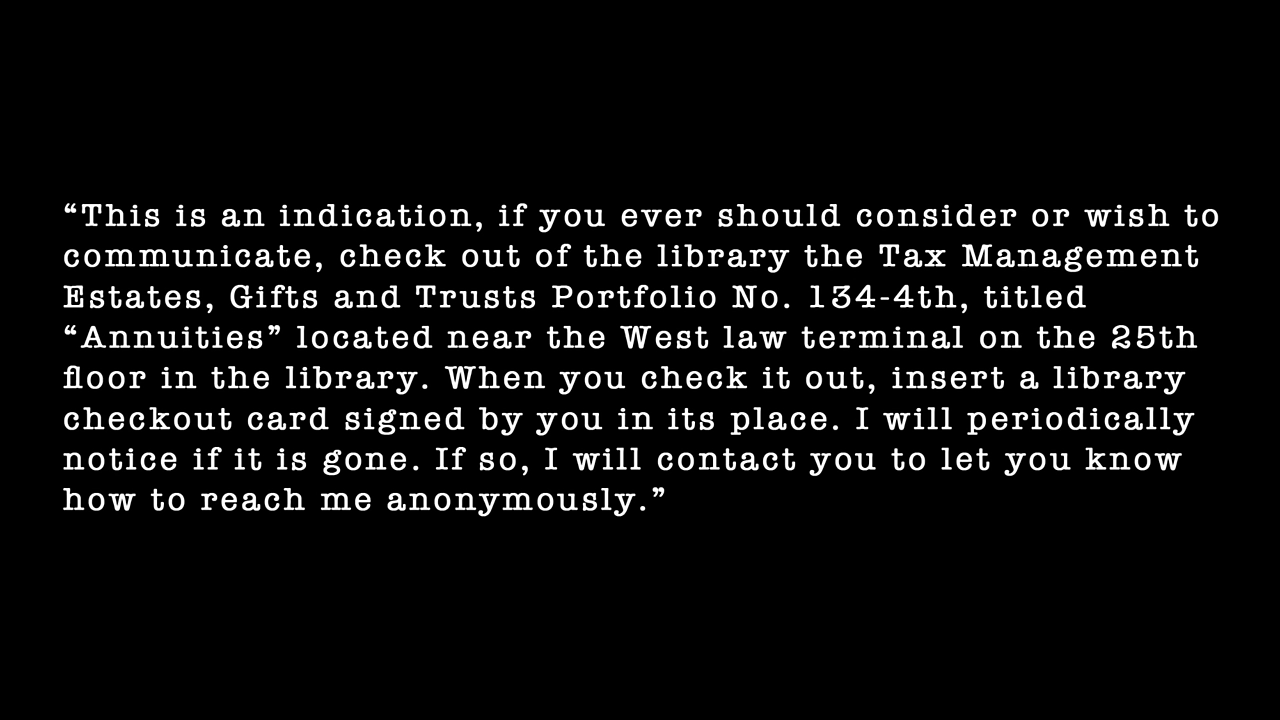 “This is an indication, if you ever should consider or wish to
communicate, check out of the library the Tax Management
Estates, Gifts and Trusts Portfolio No. 134-4th, titled
“Annuities” located near the West law terminal on the 25th
floor in the library. When you check it out, insert a library
checkout card signed by you in its place. I will periodically
notice if it is gone. If so, I will contact you to let you know
how to reach me anonymously.”